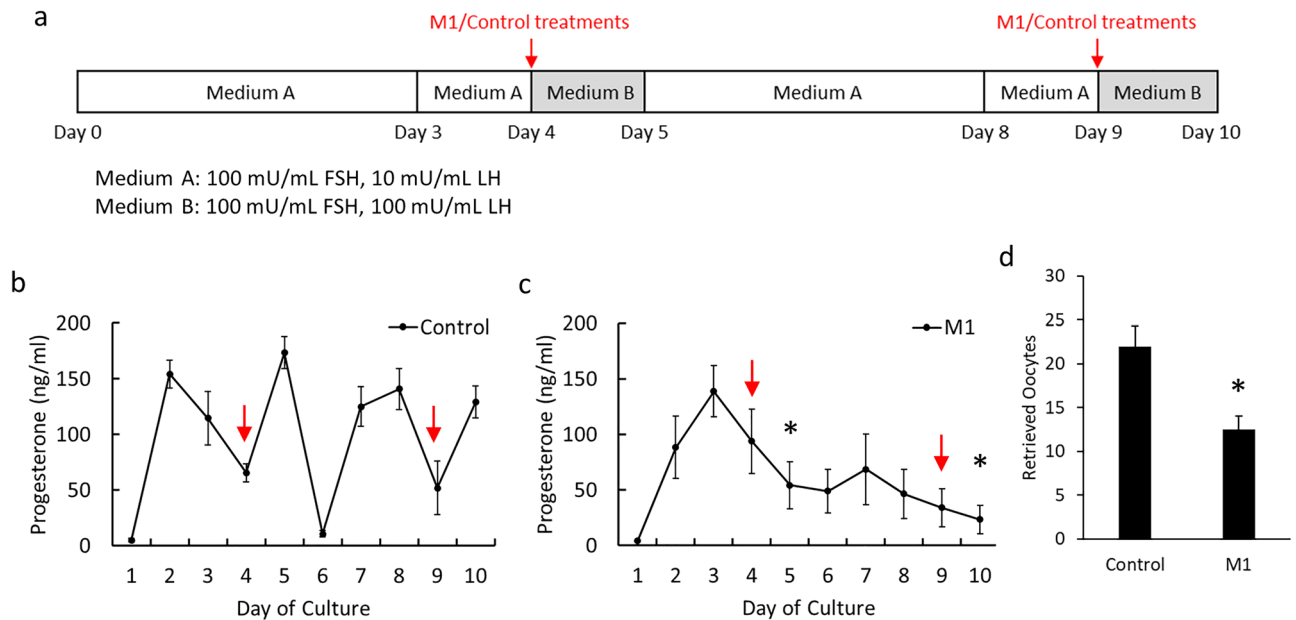 a
M1/Control treatments M1/Control treatments
Medium A Medium A Medium B Medium A Medium A Medium B
Day 0 Day 3 Day 4 Day 5 Day 8 Day 9 Day 10
Medium A: 100 mU/mL FSH, 10 mU/mL LH
Medium B: 100 mU/mL FSH, 100 mU/mL LH
b
Progesterone (ng/ml)
200
150
100
50
0
Control
1 2 3 4 5 6 7 8 9 10
Day of Culture
c
Progesterone (ng/ml)
200
150
100
50
0
M1
*
*
1 2 3 4 5 6 7 8 9 10
Day of Culture
d
Retrieved Oocytes
30
25
20
15
10
5
0
*
Control M1